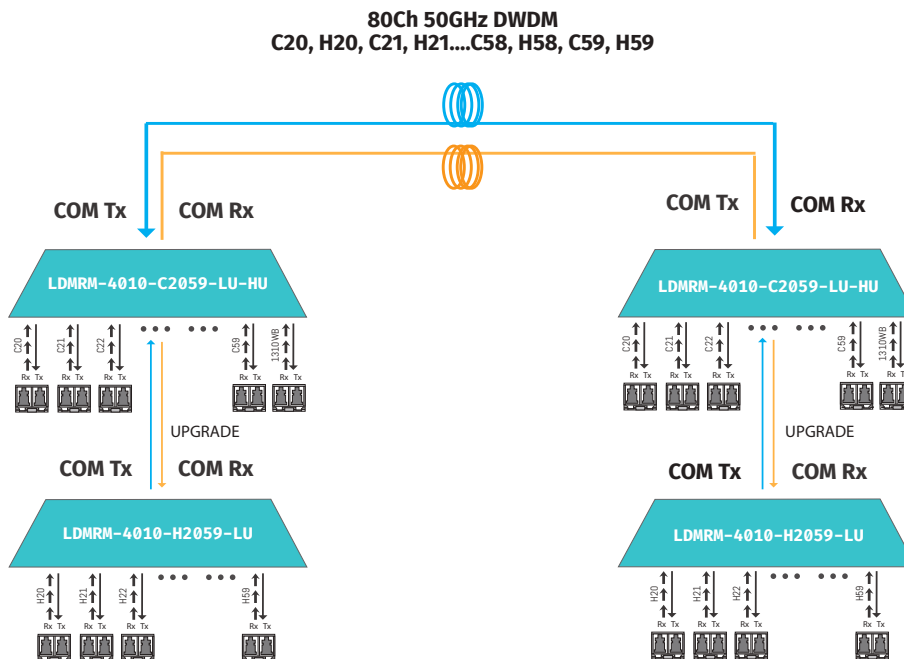 80Ch 50GHz DWDM
C20, H20, C21, H21....C58, H58, C59, H59
COM Tx COM Rx COM Tx COM Rx
LDMRM-4010-C2059-LU-HU LDMRM-4010-C2059-LU-HU
C20 C21 C22 C59 1310WB C20 C21 C22 C59 1310WB
Rx Tx Rx Tx Rx Tx Rx Tx Rx Tx Rx Tx Rx Tx Rx Tx Rx Tx Rx T
UPGRADE UPGRADE
COM Tx COM Rx COM Tx COM Rx
LDMRM-4010-H2059-LU LDMRM-4010-H2059-LU
H20 H21 H22 H59 H20 H21 H22 H59
Rx Tx Rx Tx Rx Tx Rx Tx Rx Tx Rx Tx Rx Tx Rx Tx